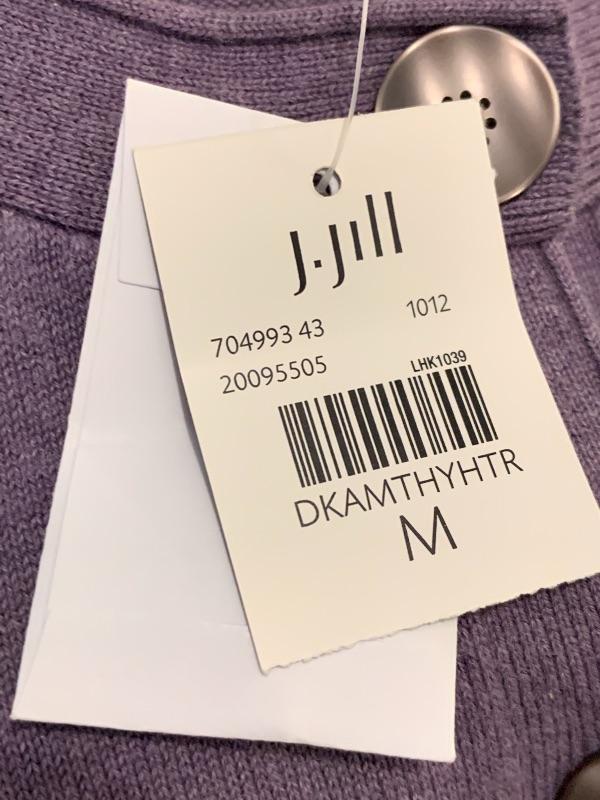 J.Jill
704993 43 1012
20095505 LHK1039
DKAMTHYHTR
M